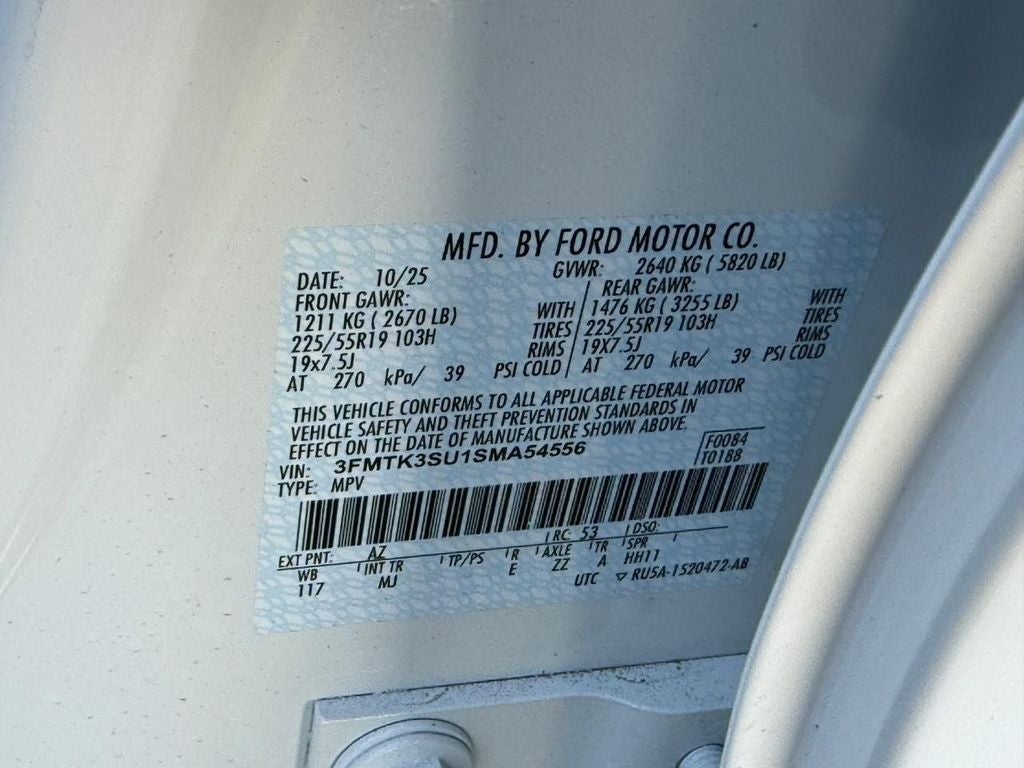 MFD. BY FORD MOTOR CO.
DATE: 10/25 GVWR: 2640 KG ( 5820 LB)
FRONT GAWR: REAR GAWR:
1211 KG ( 2670 LB) WITH 1476 KG ( 3255 LB) WITH
225/55R19 103H TIRES 225/55R19 103H TIRES
19x7.5J RIMS 19X7.5J RIMS
AT 270 kPa/ 39 PSI COLD AT 270 kPa/ 39 PSI COLD
THIS VEHICLE CONFORMS TO ALL APPLICABLE FEDERAL MOTOR
VEHICLE SAFETY AND THEFT PREVENTION STANDARDS IN
EFFECT ON THE DATE OF MANUFACTURE SHOWN ABOVE.
VIN: 3FMTK3SU1SMA54556 F0084
TYPE: MPV T0188
EXT PNT: AZ RC: 53 DSO:
WB INT TR TP/PS R AXLE TR SPR
117 MJ E ZZ A HH11
UTC ▽ RU5A-1520472-AB